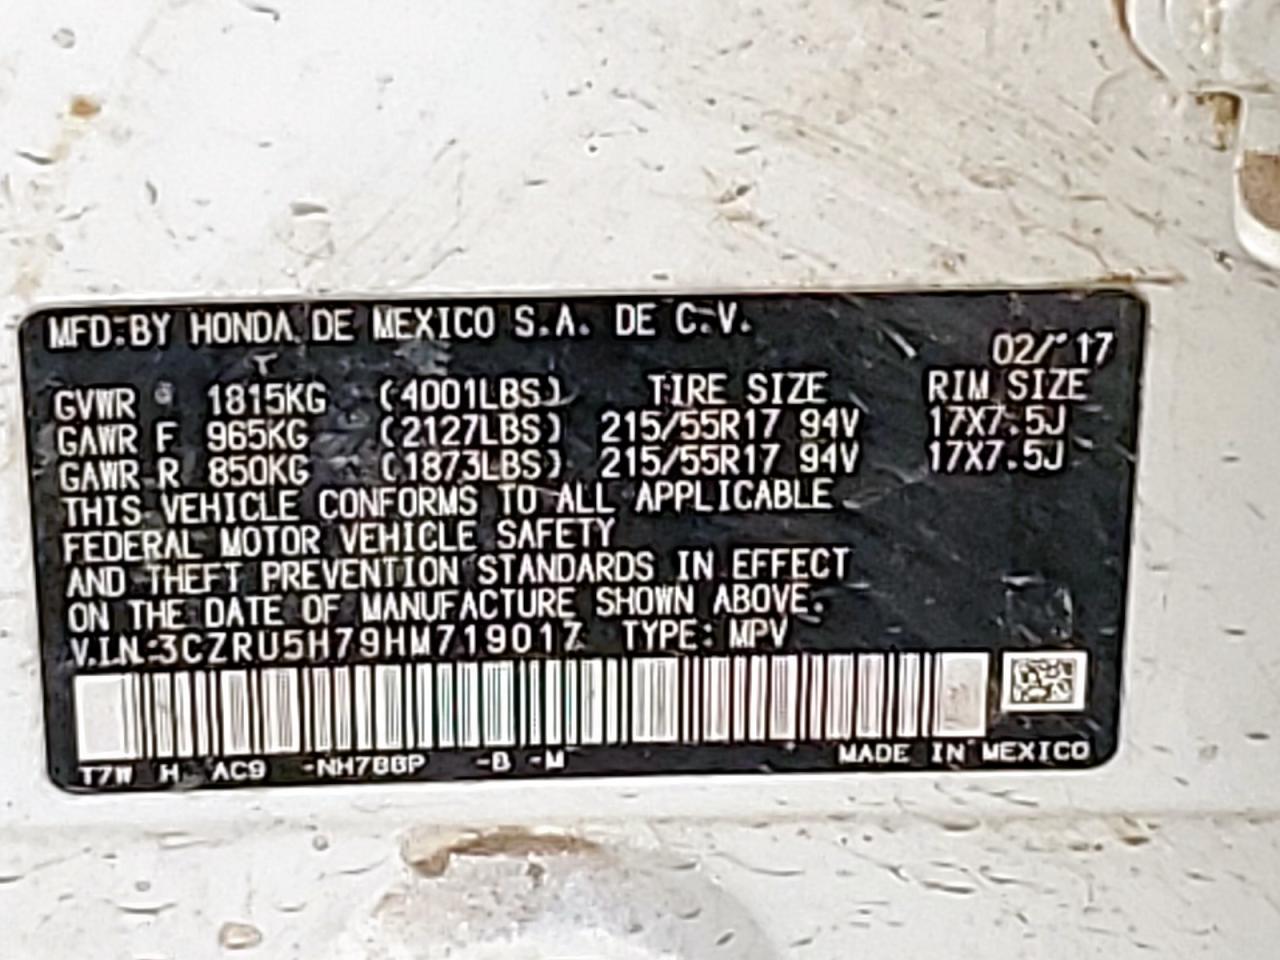 MFD. BY HONDA DE MEXICO S.A. DE C.V.
02/'17
GVWR 1815KG (4001LBS) TIRE SIZE RIM SIZE
GAWR F 965KG (2127LBS) 215/55R17 94V 17X7.5J
GAWR R 850KG (1873LBS) 215/55R17 94V 17X7.5J
THIS VEHICLE CONFORMS TO ALL APPLICABLE
FEDERAL MOTOR VEHICLE SAFETY
AND THEFT PREVENTION STANDARDS IN EFFECT
ON THE DATE OF MANUFACTURE SHOWN ABOVE.
V.I.N.:3CZRU5H79HM719017 TYPE: MPV
T7W H AC9 -NH788P -B -M MADE IN MEXICO